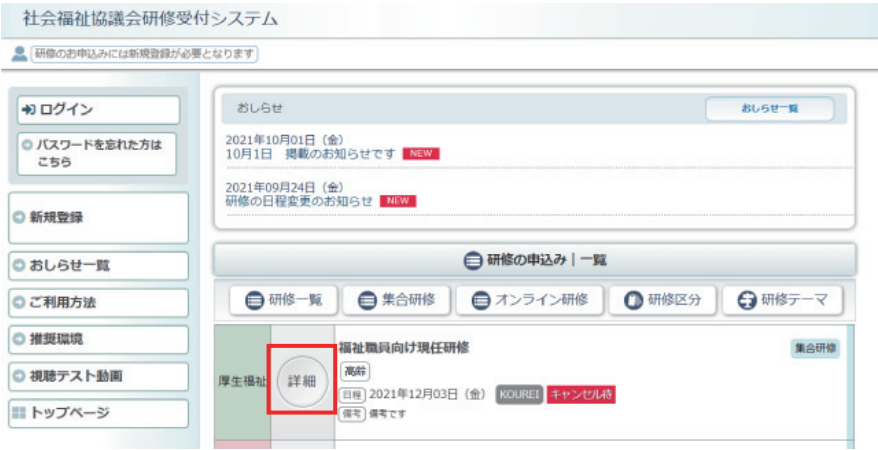 社会福祉協議会研修受付システム
研修のお申込みには新規登録が必要となります
ログイン
パスワードを忘れた方は
こちら
新規登録
おしらせ一覧
ご利用方法
推奨環境
視聴テスト動画
トップページ
おしらせ
おしらせ一覧
2021年10月01日（金）
10月1日　掲載のお知らせです NEW
2021年09月24日（金）
研修の日程変更のお知らせ NEW
研修の申込み｜一覧
研修一覧
集合研修
オンライン研修
研修区分
研修テーマ
厚生福祉
詳細
福祉職員向け現任研修
集合研修
高齢
日程 2021年12月03日（金） KOUREI キャンセル待
備考 備考です